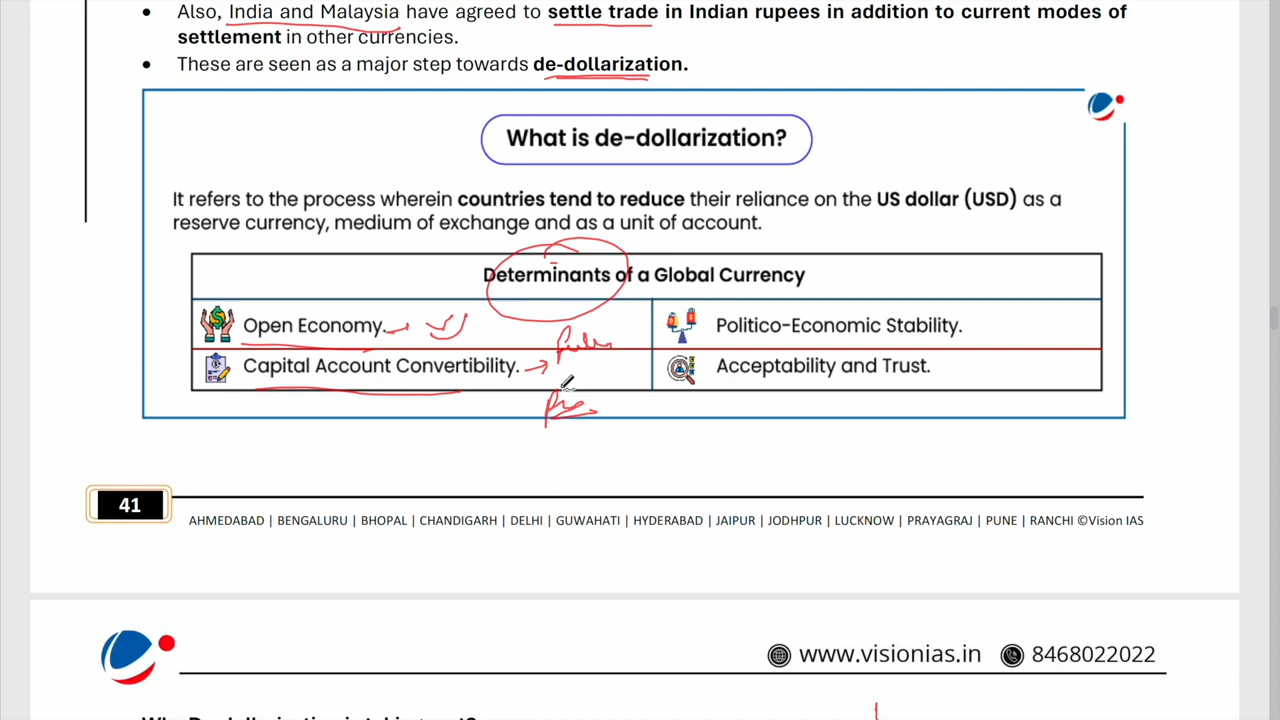 • Also, India and Malaysia have agreed to settle trade in Indian rupees in addition to current modes of
settlement in other currencies.
• These are seen as a major step towards de-dollarization.
What is de-dollarization?
It refers to the process wherein countries tend to reduce their reliance on the US dollar (USD) as a
reserve currency, medium of exchange and as a unit of account.
Determinants of a Global Currency
Open Economy.
Politico-Economic Stability.
Capital Account Convertibility.
Acceptability and Trust.
41
AHMEDABAD | BENGALURU | BHOPAL | CHANDIGARH | DELHI | GUWAHATI | HYDERABAD | JAIPUR | JODHPUR | LUCKNOW | PRAYAGRAJ | PUNE | RANCHI ©Vision IAS
www.visionias.in
8468022022